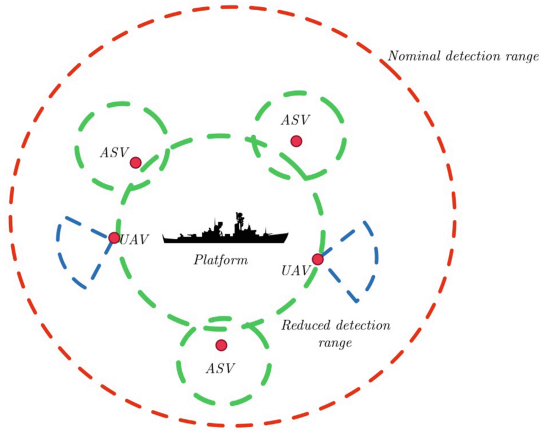 Nominal detection range
ASV
ASV
UAV
Platform
UAV
Reduced detection
range
ASV